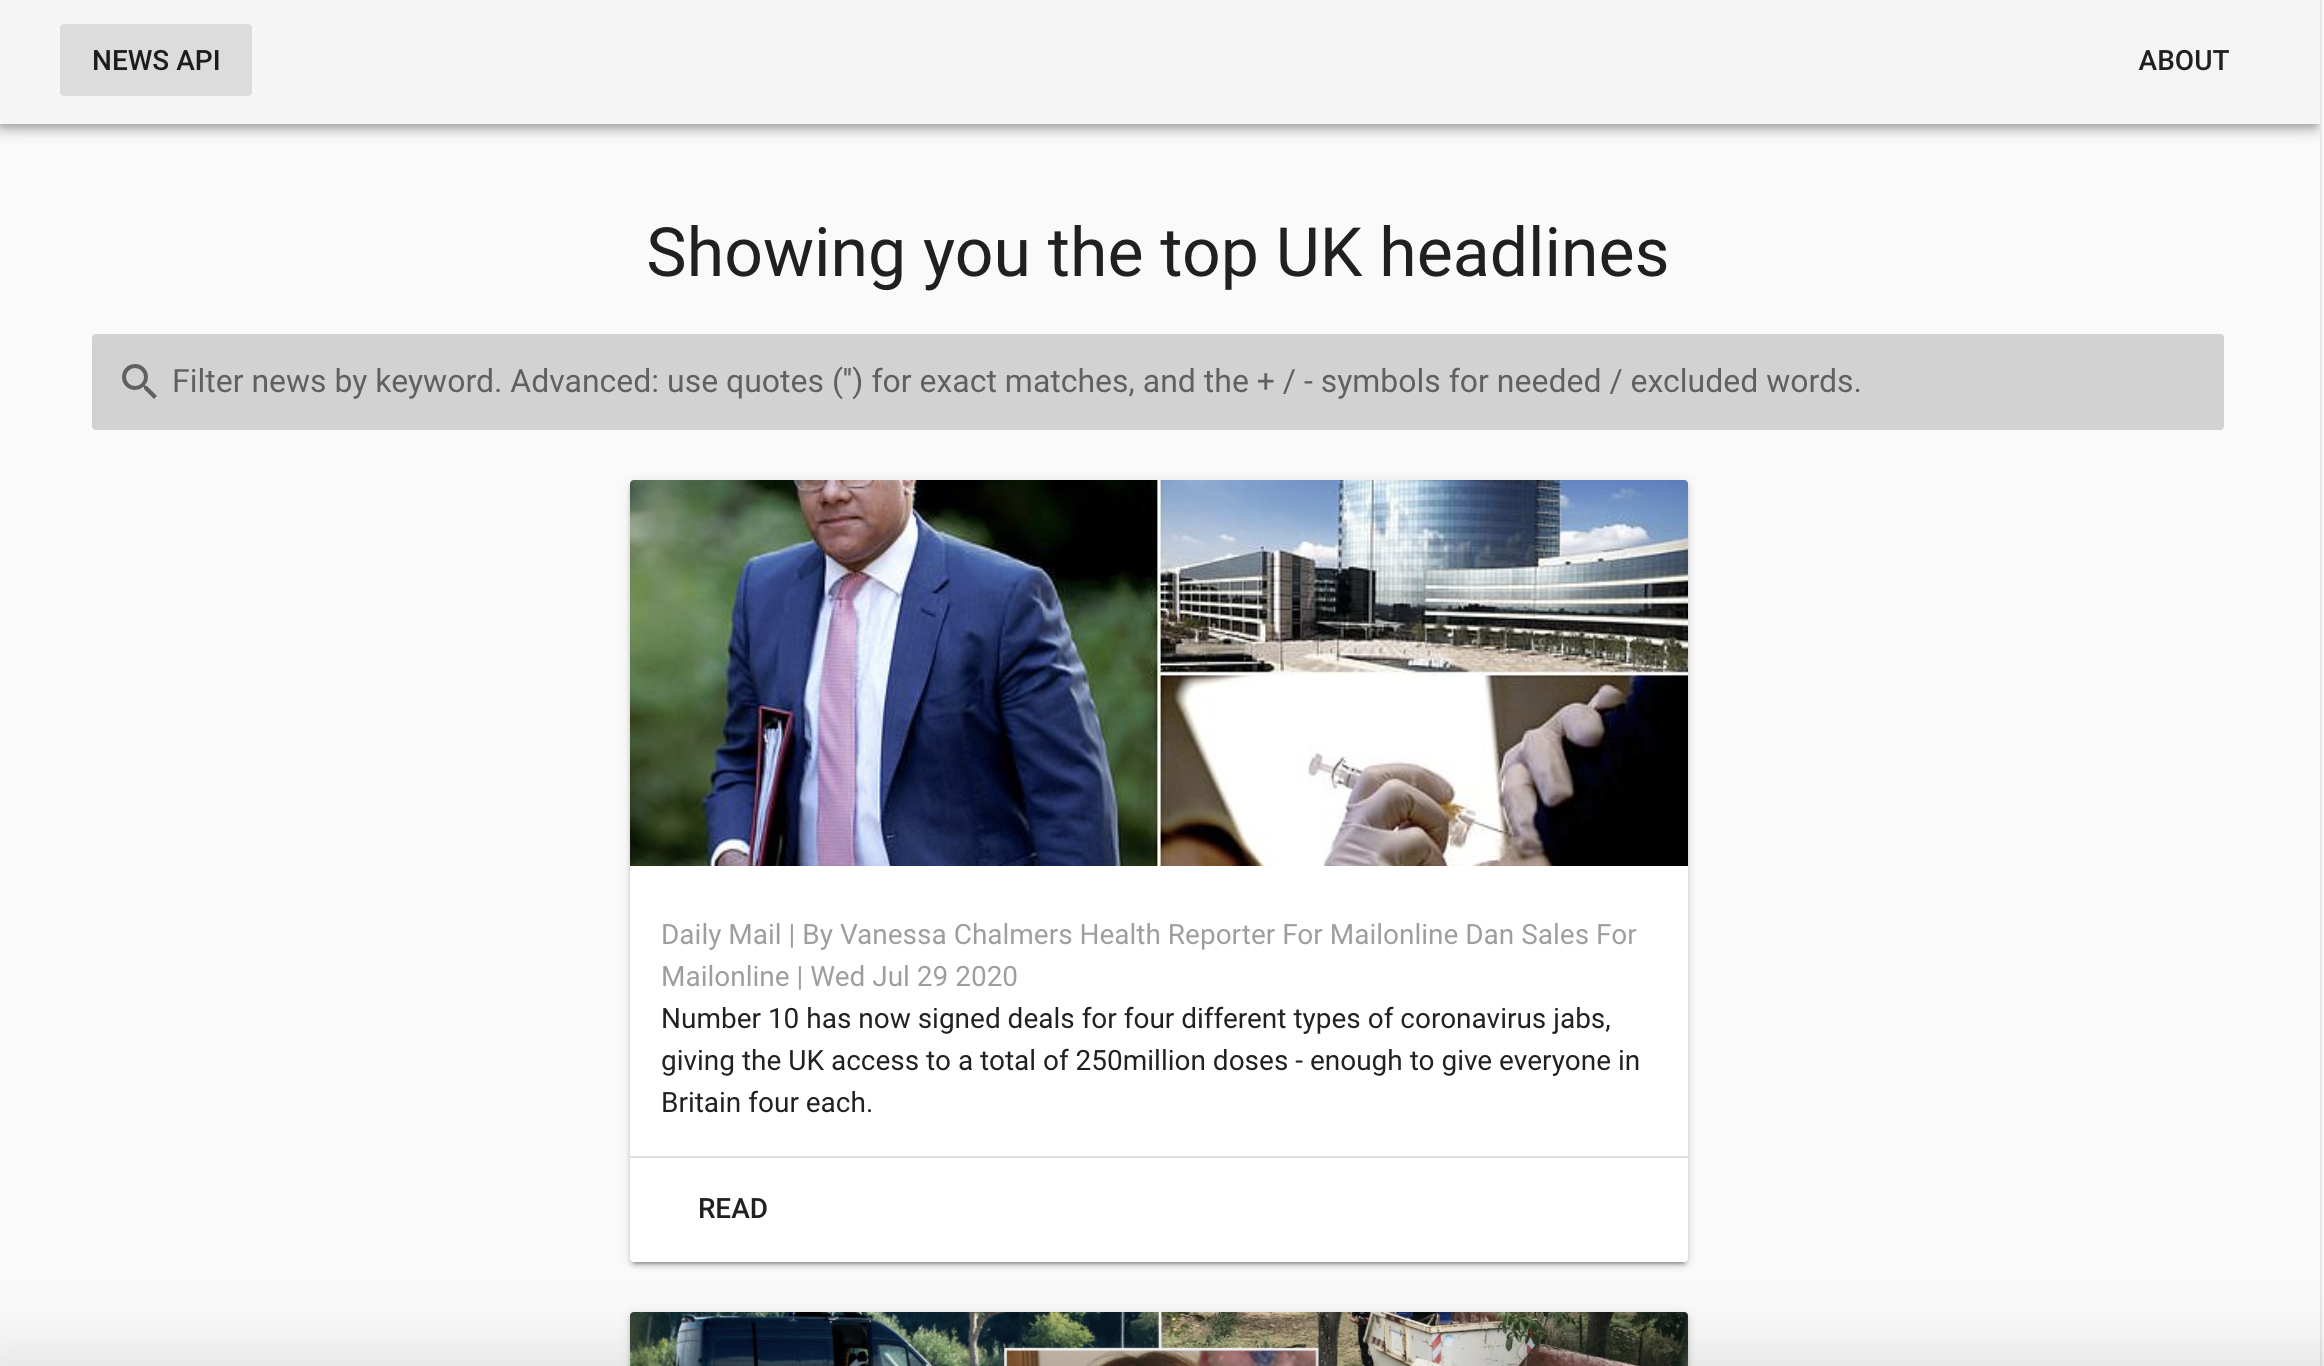 NEWS API
ABOUT
Showing you the top UK headlines
Filter news by keyword. Advanced: use quotes ('') for exact matches, and the + / - symbols for needed / excluded words.
Daily Mail | By Vanessa Chalmers Health Reporter For Mailonline Dan Sales For
Mailonline | Wed Jul 29 2020
Number 10 has now signed deals for four different types of coronavirus jabs,
giving the UK access to a total of 250million doses - enough to give everyone in
Britain four each.
READ